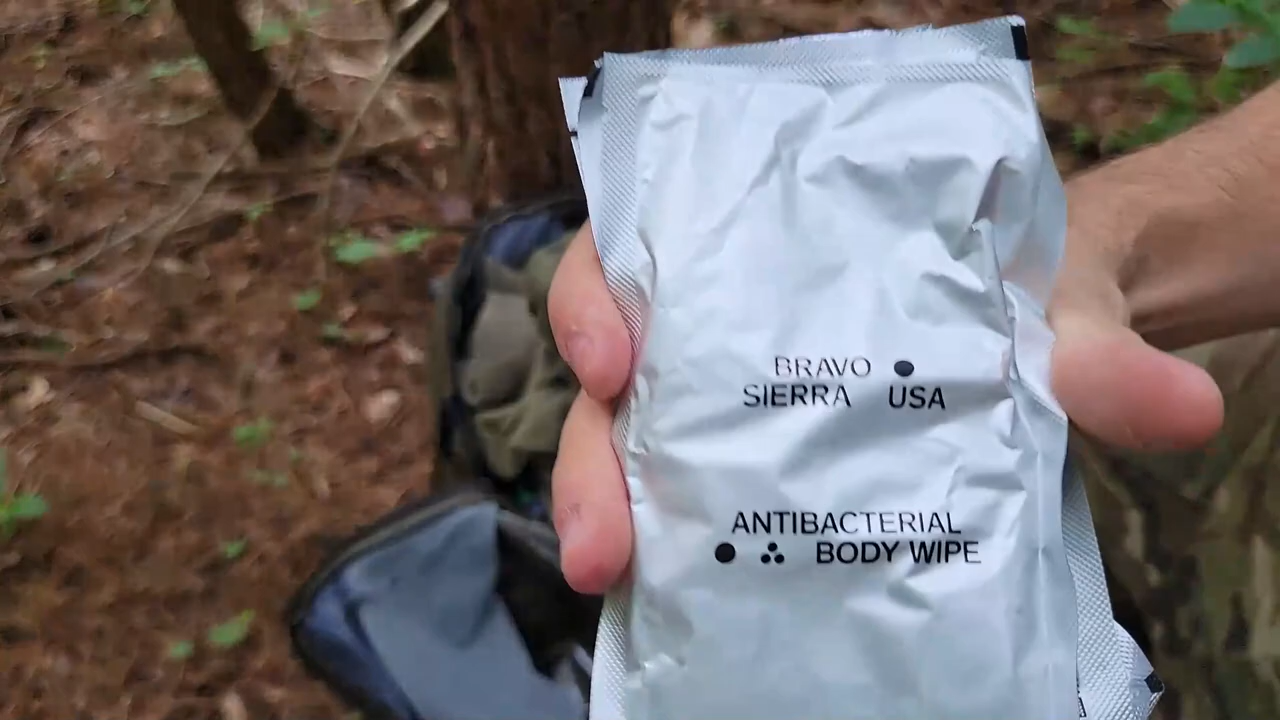 BRAVO ●
SIERRA USA
ANTIBACTERIAL
● ∴ BODY WIPE